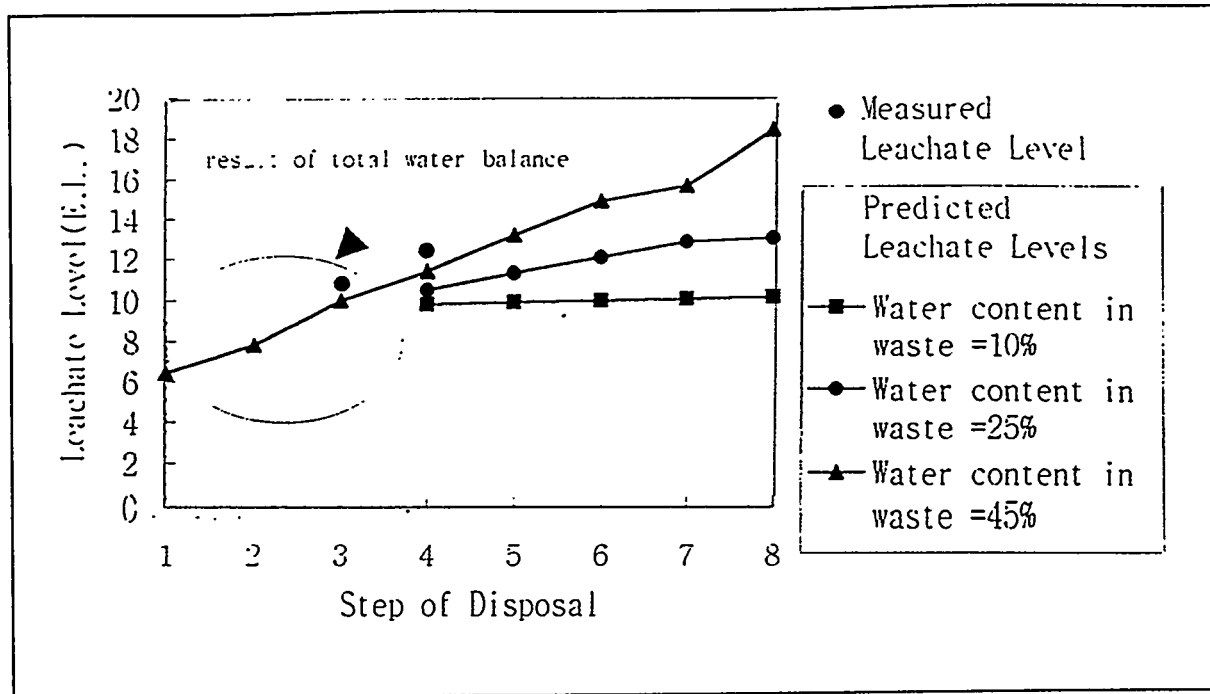 20
18
16
14
12
10
8
6
4
2
0
Leachate Level(E.L.)
of total water balance
1 2 3 4 5 6 7 8
Step of Disposal
Measured
Leachate Level
Predicted
Leachate Levels
Water content in
waste =10%
Water content in
waste =25%
Water content in
waste =45%